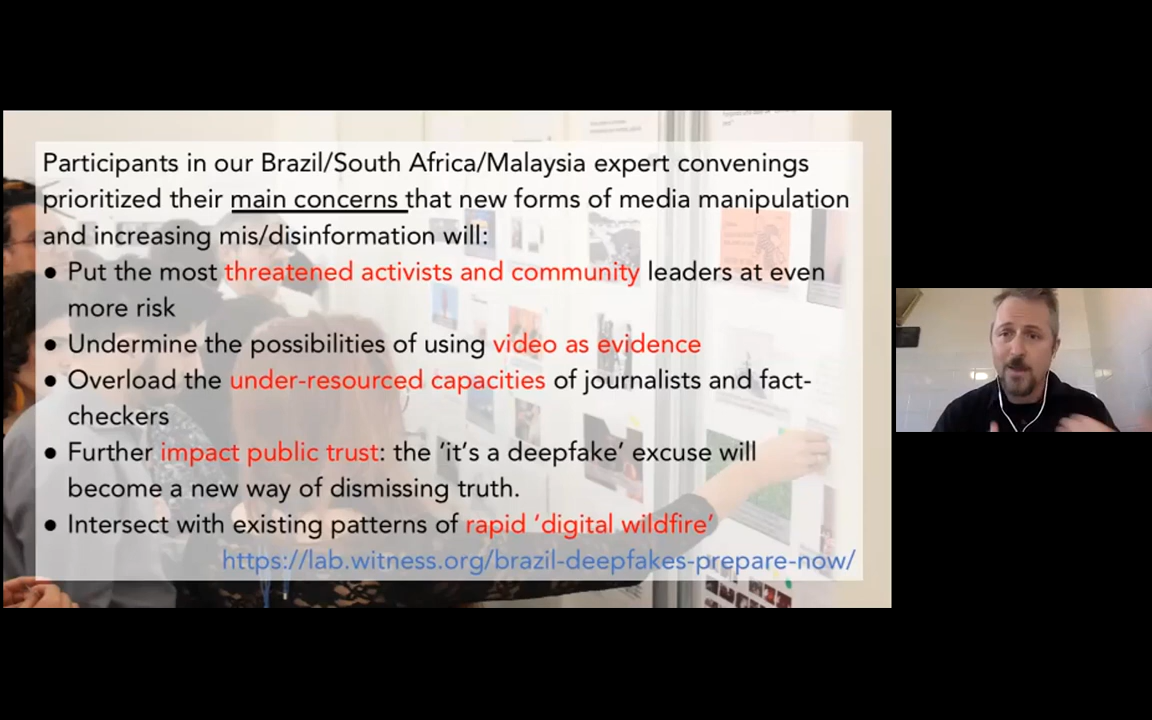 Participants in our Brazil/South Africa/Malaysia expert convenings
prioritized their main concerns that new forms of media manipulation
and increasing mis/disinformation will:
● Put the most threatened activists and community leaders at even
more risk
● Undermine the possibilities of using video as evidence
● Overload the under-resourced capacities of journalists and fact-
checkers
● Further impact public trust: the ‘it’s a deepfake’ excuse will
become a new way of dismissing truth.
● Intersect with existing patterns of rapid ‘digital wildfire’
https://lab.witness.org/brazil-deepfakes-prepare-now/